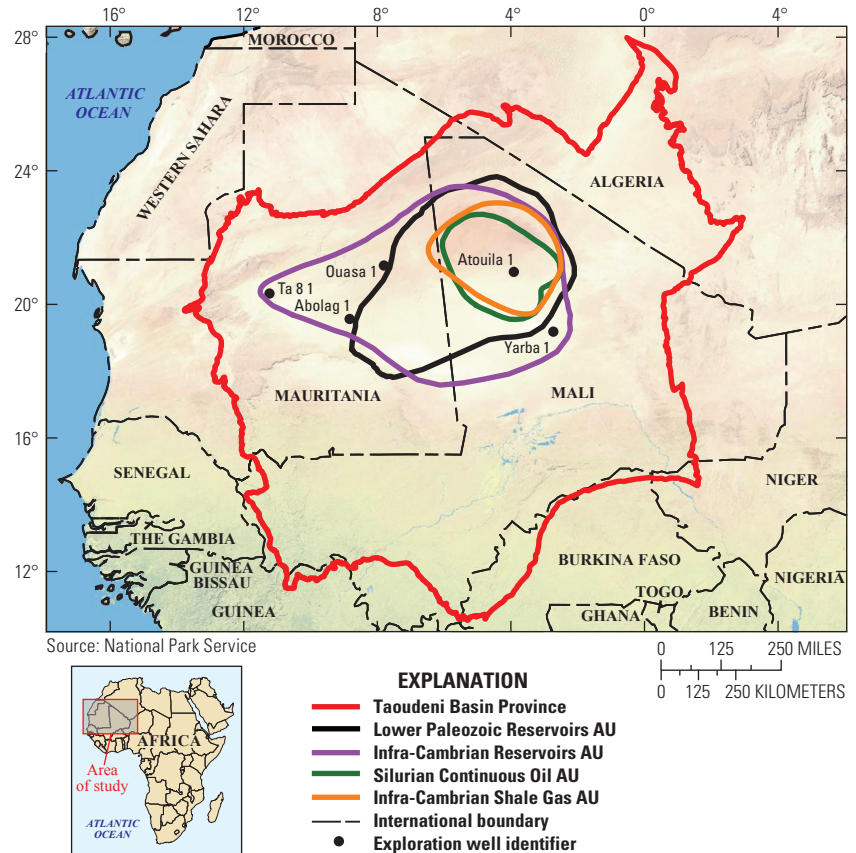 16° 12° 8° 4° 0° 4°
28°
24°
20°
16°
12°
MOROCCO
ATLANTIC
OCEAN
WESTERN SAHARA
ALGERIA
Ouasa 1
Atouila 1
Ta 8 1
Abolag 1
Yarba 1
MAURITANIA
MALI
SENEGAL
NIGER
THE GAMBIA
GUINEA
BISSAU
GUINEA
BURKINA FASO
TOGO
NIGERIA
GHANA
BENIN
Source: National Park Service
0 125 250 MILES
0 125 250 KILOMETERS
AFRICA
Area
of study
ATLANTIC
OCEAN
EXPLANATION
Taoudeni Basin Province
Lower Paleozoic Reservoirs AU
Infra-Cambrian Reservoirs AU
Silurian Continuous Oil AU
Infra-Cambrian Shale Gas AU
International boundary
Exploration well identifier